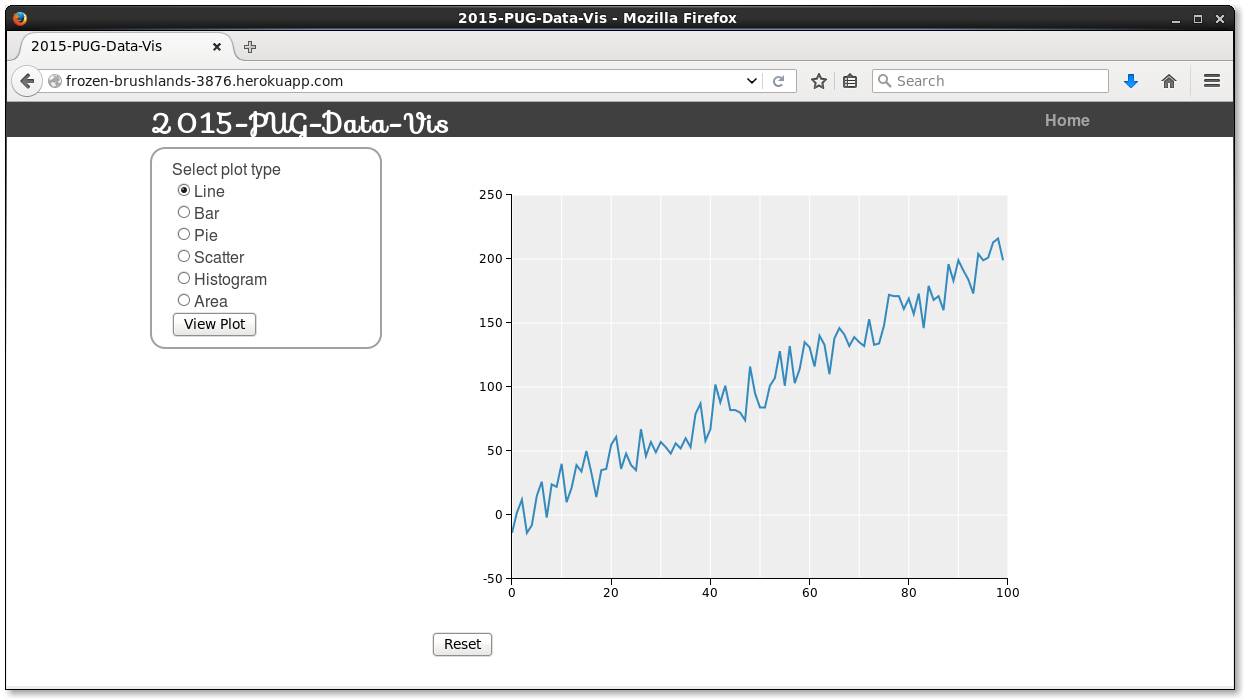 2015-PUG-Data-Vis - Mozilla Firefox
2015-PUG-Data-Vis
frozen-brushlands-3876.herokuapp.com
Search
2015-PUG-Data-Vis
Home
Select plot type
Line
Bar
Pie
Scatter
Histogram
Area
View Plot
250
200
150
100
50
0
-50
0 20 40 60 80 100
Reset